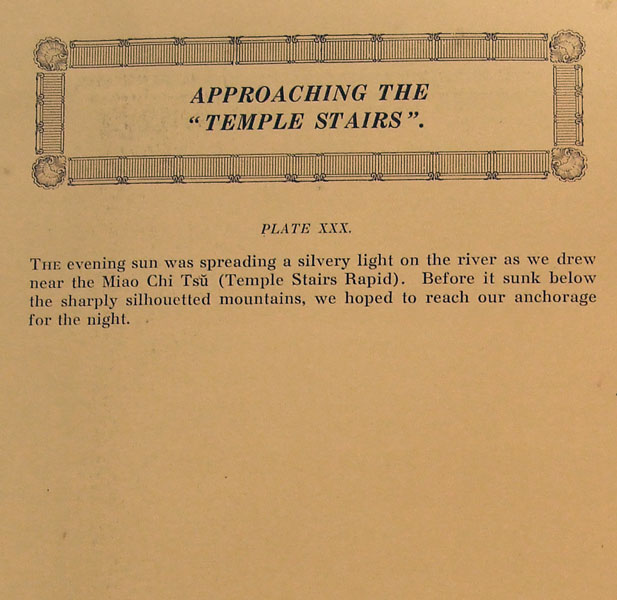 APPROACHING THE
“TEMPLE STAIRS”.
PLATE XXX.
THE evening sun was spreading a silvery light on the river as we drew
near the Miao Chi Tsŭ (Temple Stairs Rapid). Before it sunk below
the sharply silhouetted mountains, we hoped to reach our anchorage
for the night.